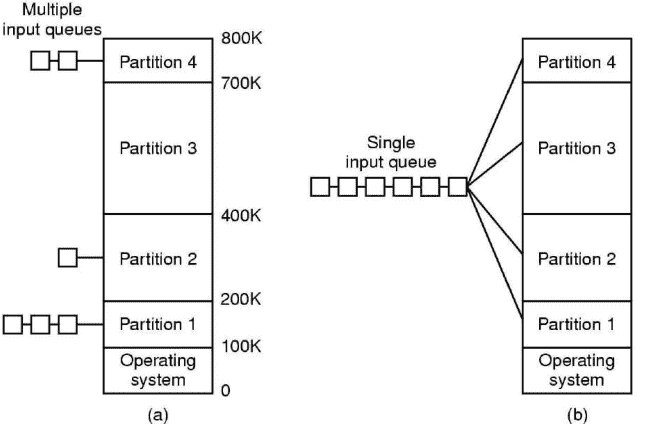 Multiple
input queues
800K
Partition 4
700K
Partition 3
400K
Partition 2
200K
Partition 1
100K
Operating
system
0
(a)
Single
input queue
Partition 4
Partition 3
Partition 2
Partition 1
Operating
system
(b)